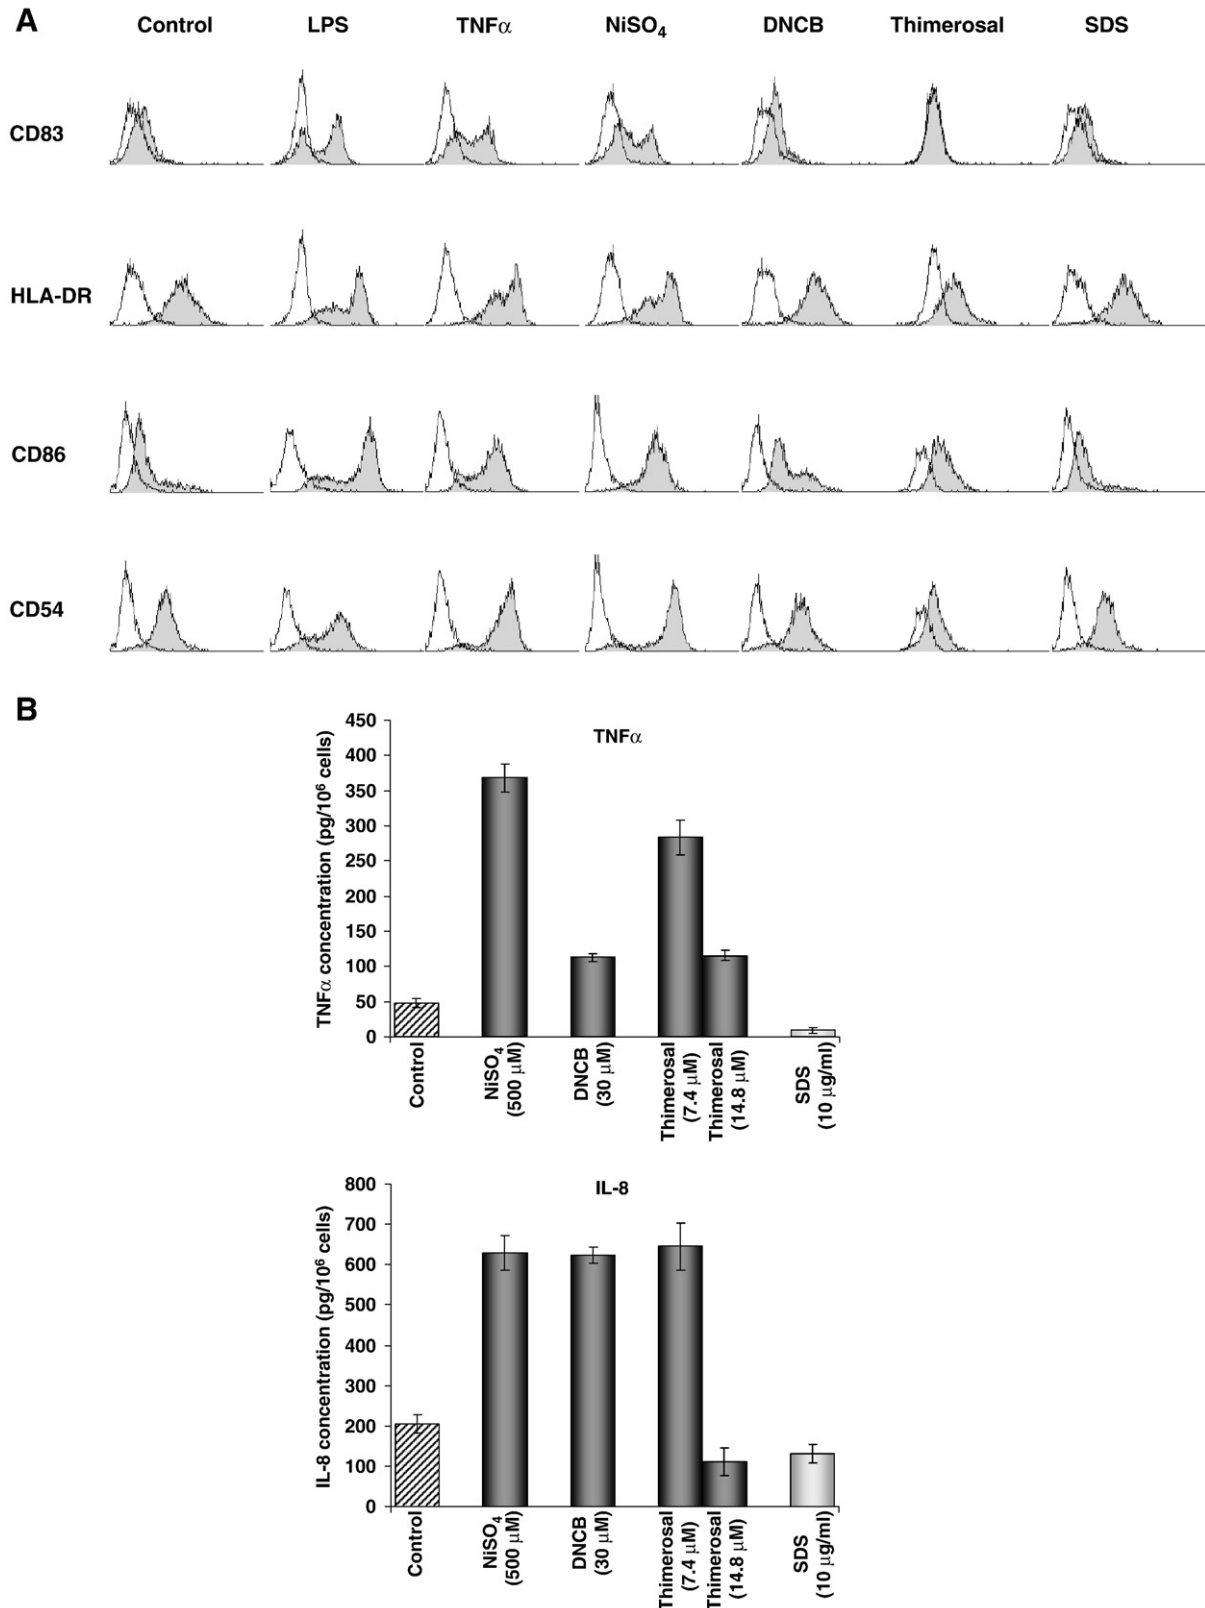 A
Control LPS TNFα NiSO4 DNCB Thimerosal SDS
CD83
HLA-DR
CD86
CD54
B
TNFα
TNFα concentration (pg/10⁶ cells)
450
400
350
300
250
200
150
100
50
0
Control
NiSO4
(500 μM)
DNCB
(30 μM)
Thimerosal
(7.4 μM)
Thimerosal
(14.8 μM)
SDS
(10 μg/ml)
IL-8
IL-8 concentration (pg/10⁶ cells)
800
700
600
500
400
300
200
100
0
Control
NiSO4
(500 μM)
DNCB
(30 μM)
Thimerosal
(7.4 μM)
Thimerosal
(14.8 μM)
SDS
(10 μg/ml)